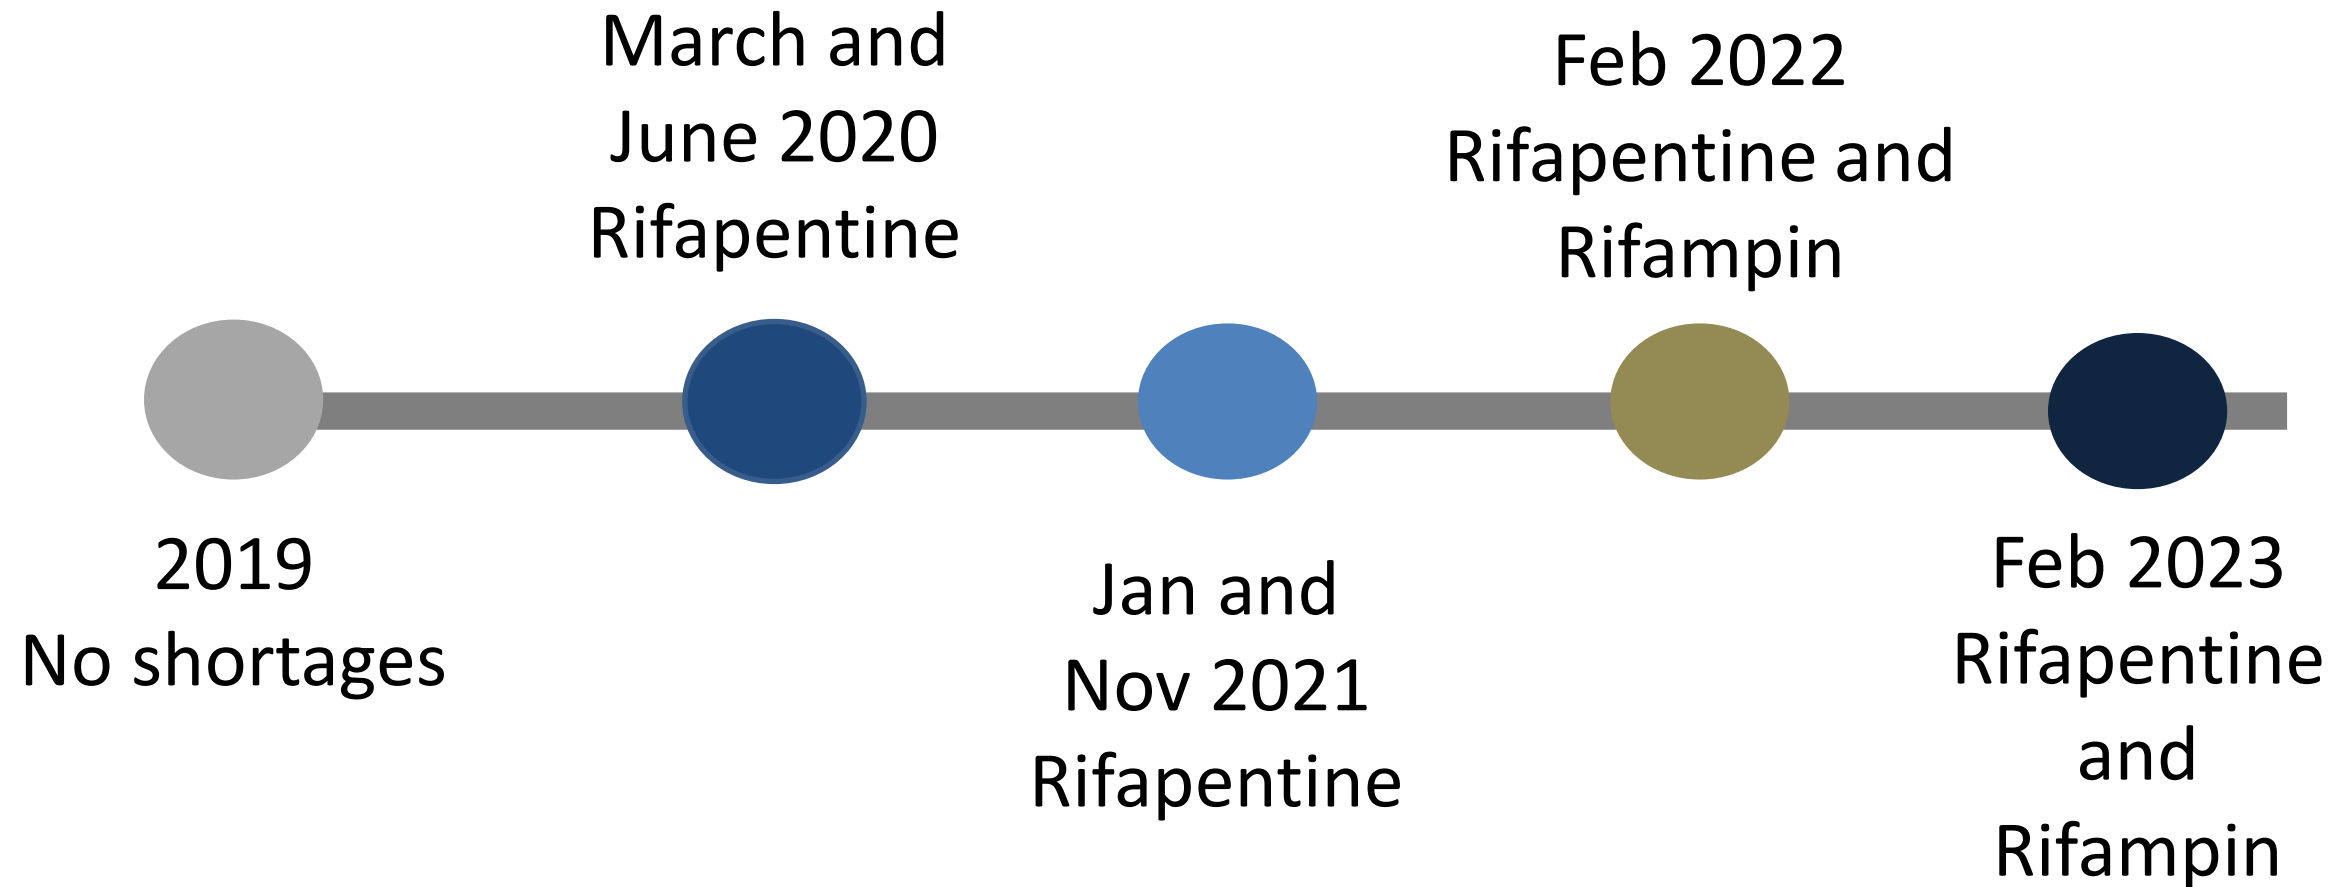 2019
No shortages
March and
June 2020
Rifapentine
Jan and
Nov 2021
Rifapentine
Feb 2022
Rifapentine and
Rifampin
Feb 2023
Rifapentine
and
Rifampin